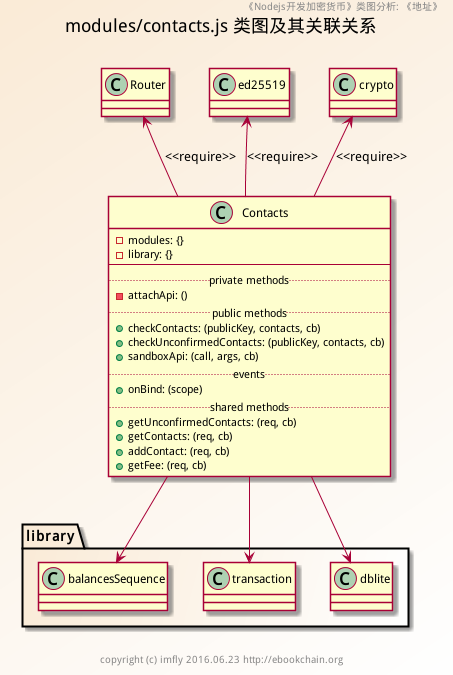 《Nodejs开发加密货币》类图分析: 《地址》
modules/contacts.js 类图及其关联关系
C Router
C ed25519
C crypto
<<require>>
<<require>>
<<require>>
C Contacts
modules: {}
library: {}
private methods
attachApi: ()
public methods
checkContacts: (publicKey, contacts, cb)
checkUnconfirmedContacts: (publicKey, contacts, cb)
sandboxApi: (call, args, cb)
events
onBind: (scope)
shared methods
getUnconfirmedContacts: (req, cb)
getContacts: (req, cb)
addContact: (req, cb)
getFee: (req, cb)
library
C balancesSequence
C transaction
C dblite
copyright (c) imfly 2016.06.23 http://ebookchain.org